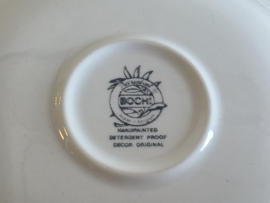 BOCH
HANDPAINTED
DETERGENT PROOF
DECOR ORIGINAL